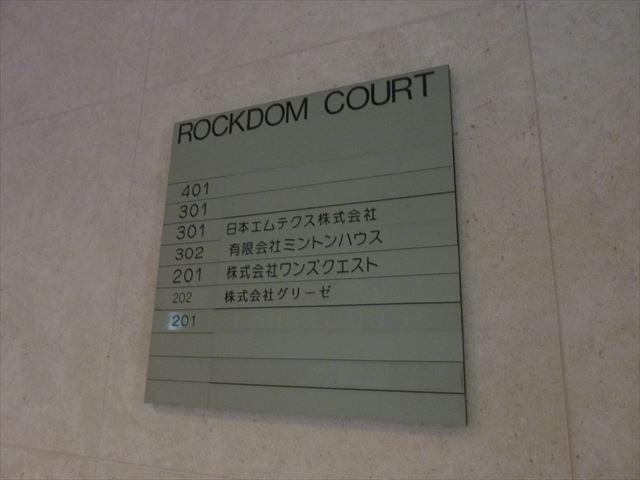 ROCKDOM COURT
401
301
301 日本エムテクス株式会社
302 有限会社ミントンハウス
201 株式会社ワンズクエスト
202 株式会社グリーゼ
201